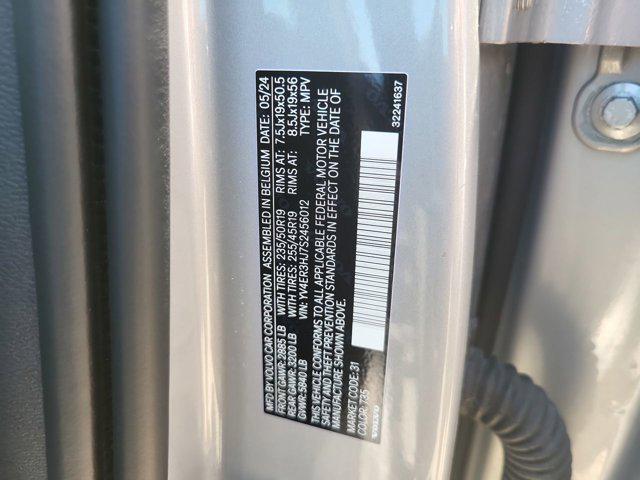 MFD BY VOLVO CAR CORPORATION ASSEMBLED IN BELGIUM DATE: 05/24
FRONT GAWR: 2885 LB WITH TIRES: 235/50R19 RIMS AT: 7.5Jx19x50.5
REAR GAWR: 3200 LB WITH TIRES: 255/45R19 RIMS AT: 8.5Jx19x56
GVWR: 5840 LB VIN: YV4ER3HJ7S2456012 TYPE: MPV
THIS VEHICLE CONFORMS TO ALL APPLICABLE FEDERAL MOTOR VEHICLE
SAFETY AND THEFT PREVENTION STANDARDS IN EFFECT ON THE DATE OF
MANUFACTURE SHOWN ABOVE.
MARKET CODE: 31
COLOR: 735
VOLVO
32241637